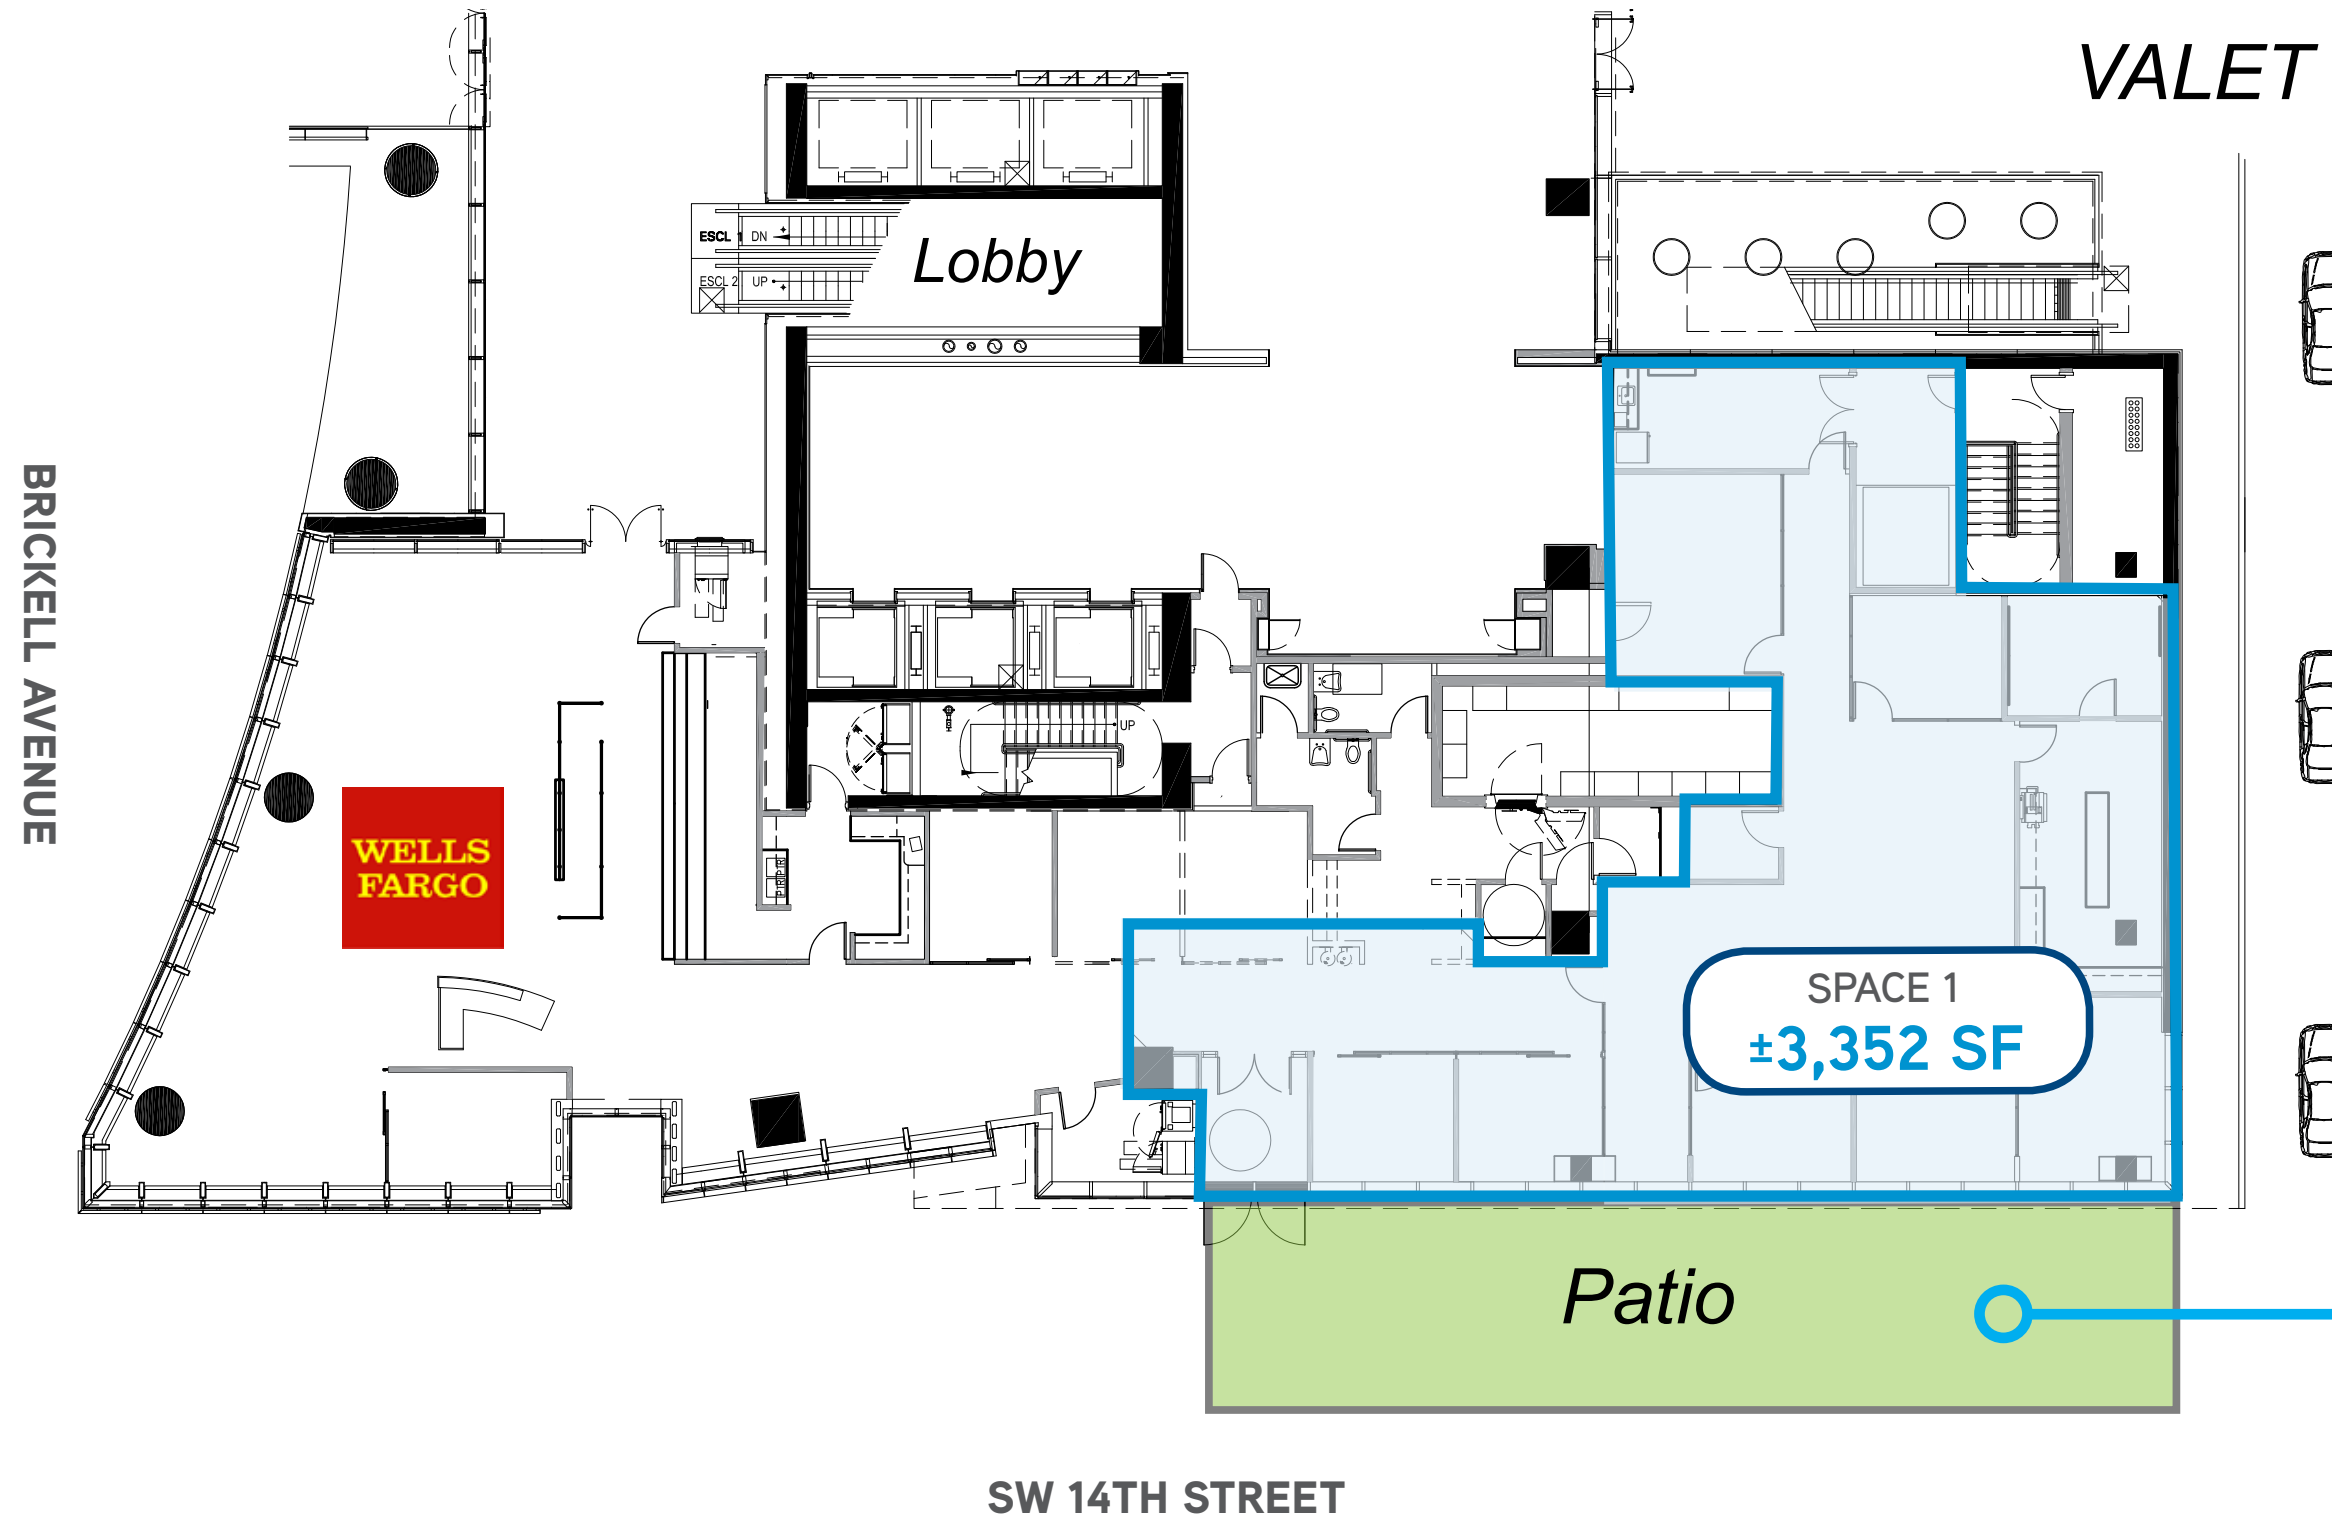 VALET
ESCL 1 DN
Lobby
ESCL 2 UP
BRICKELL AVENUE
UP
WELLS
FARGO
SPACE 1
±3,352 SF
Patio
SW 14TH STREET